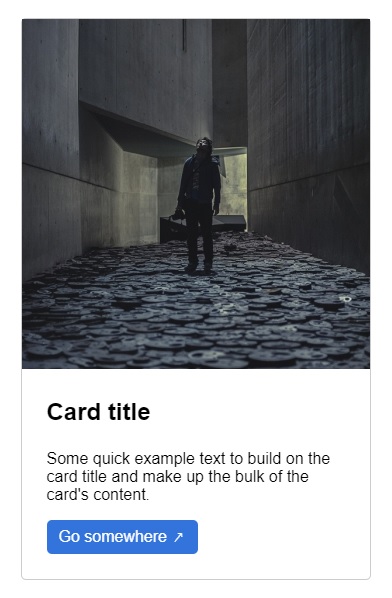 Card title
Some quick example text to build on the
card title and make up the bulk of the
card's content.
Go somewhere ↗